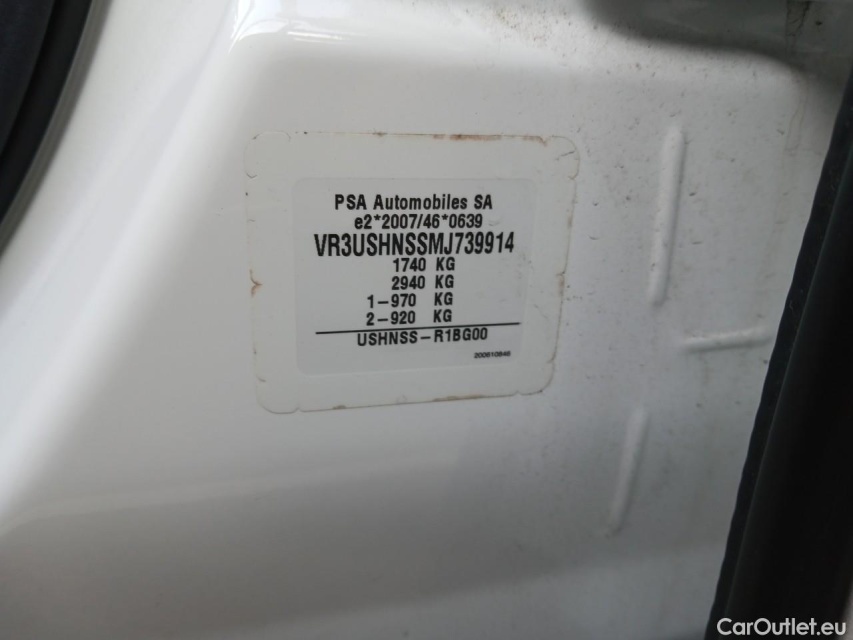 PSA Automobiles SA
e2*2007/46*0639
VR3USHNSSMJ739914
1740 KG
2940 KG
1-970 KG
2-920 KG
USHNSS-R1BG00
200610846
CarOutlet.eu